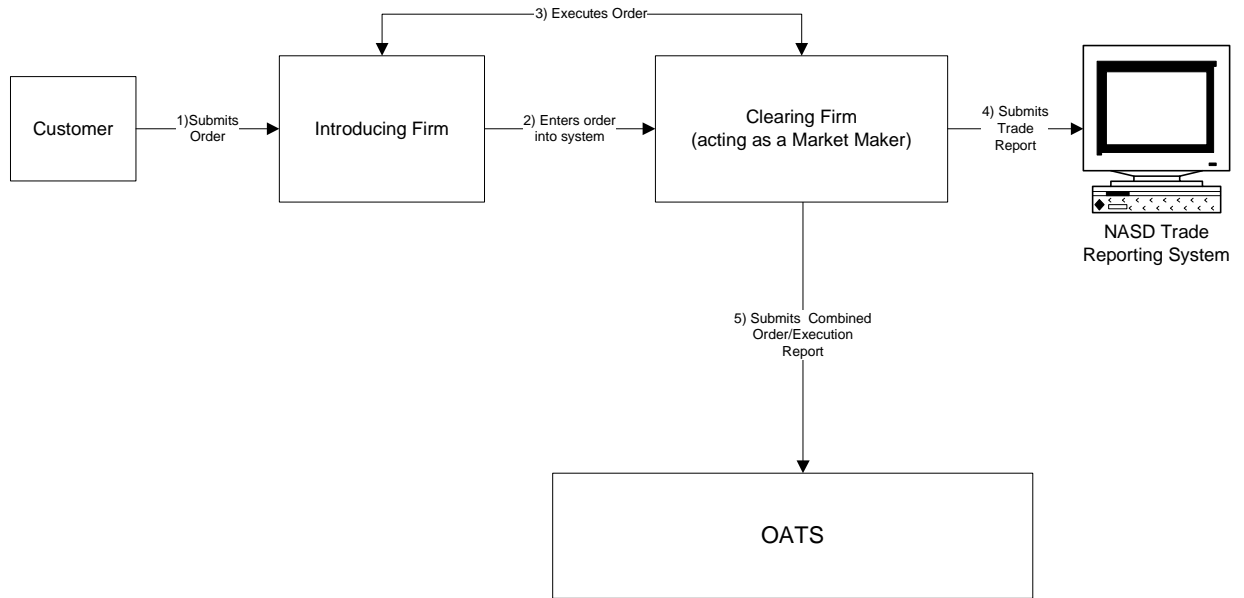 3) Executes Order
Customer
1)Submits
Order
Introducing Firm
2) Enters order
into system
Clearing Firm
(acting as a Market Maker)
4) Submits
Trade
Report
NASD Trade
Reporting System
5) Submits Combined
Order/Execution
Report
OATS